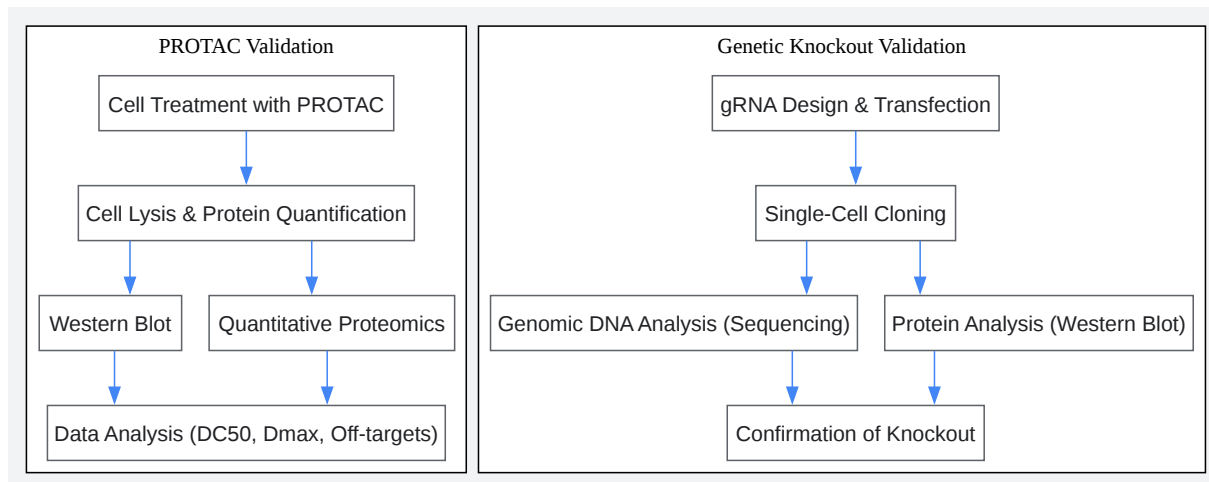 PROTAC Validation
Cell Treatment with PROTAC
Cell Lysis & Protein Quantification
Western Blot
Quantitative Proteomics
Data Analysis (DC50, Dmax, Off-targets)
Genetic Knockout Validation
gRNA Design & Transfection
Single-Cell Cloning
Genomic DNA Analysis (Sequencing)
Protein Analysis (Western Blot)
Confirmation of Knockout